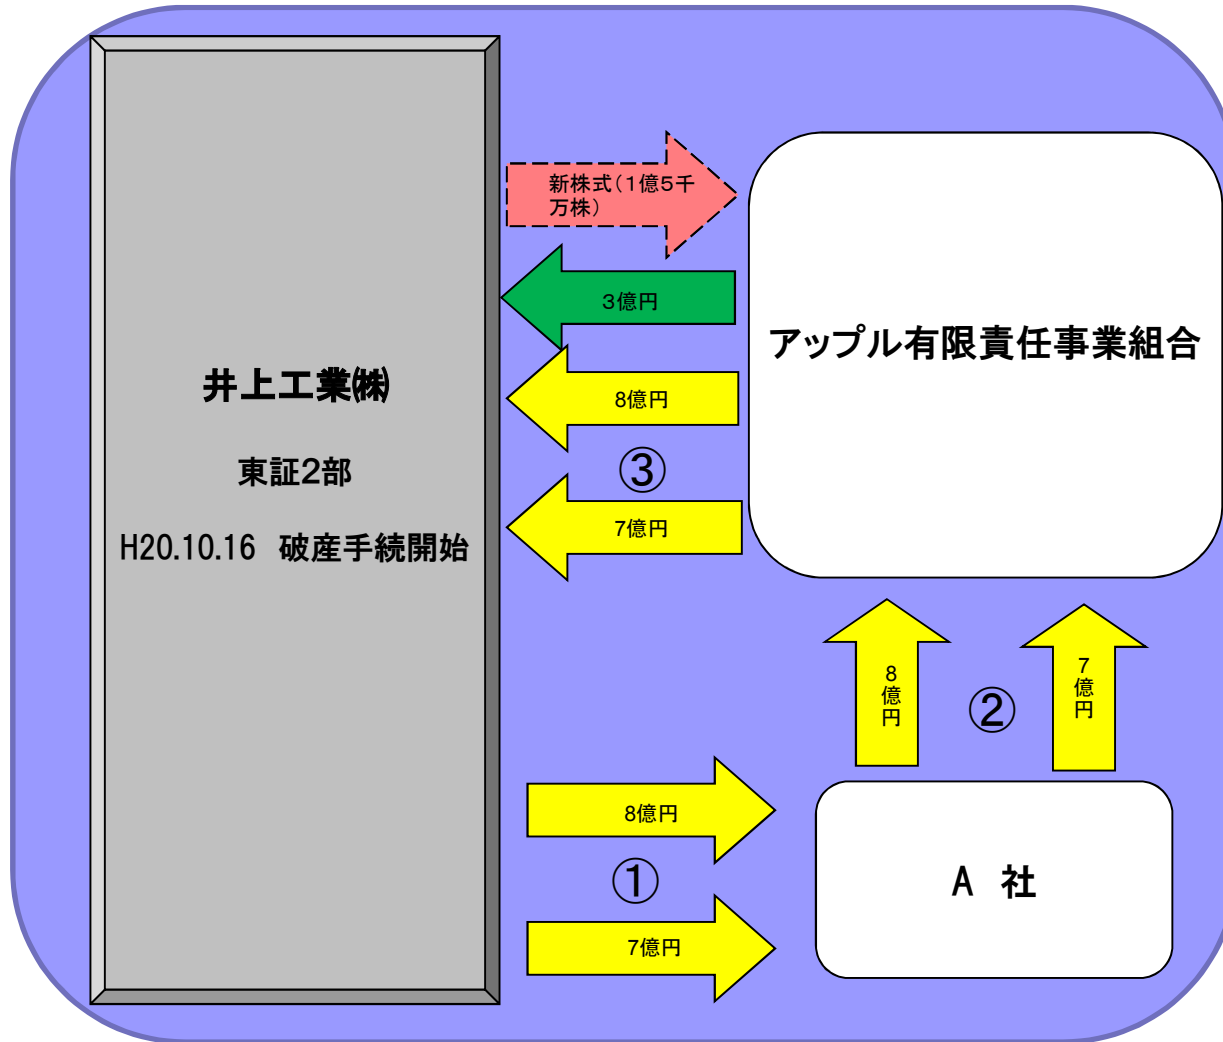 新株式(1億5千
万株)
3億円
アップル有限責任事業組合
井上工業㈱
8億円
東証2部
③
7億円
H20.10.16 破産手続開始
8
億
円
②
7
億
円
8億円
①
A 社
7億円